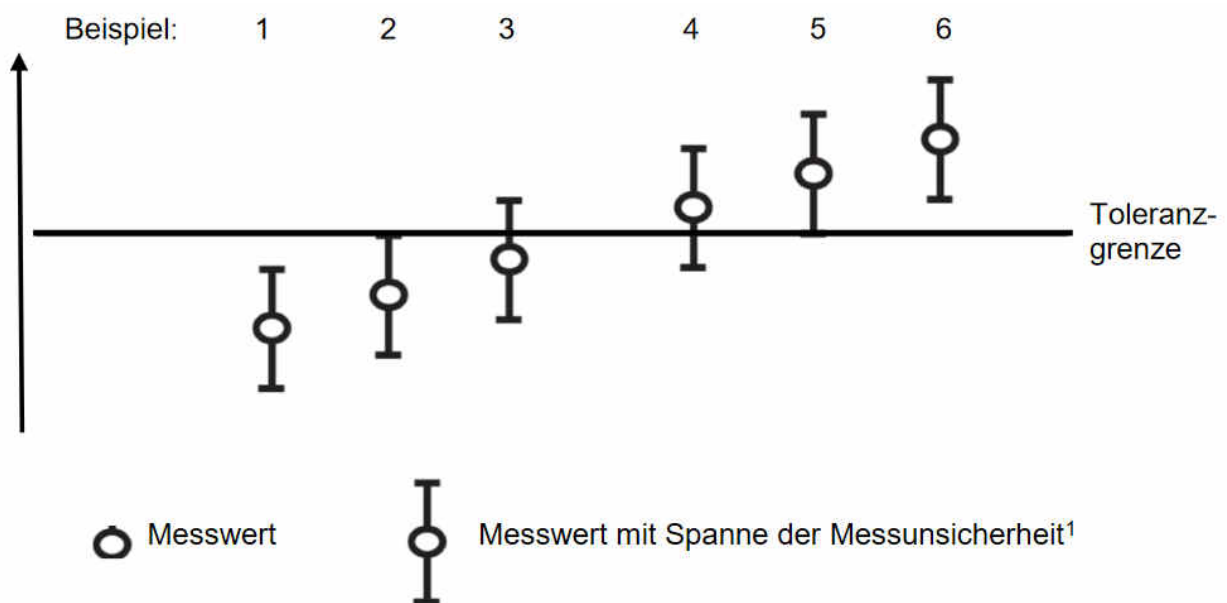 Beispiel: 1 2 3 4 5 6
Toleranz-
grenze
Messwert
Messwert mit Spanne der Messunsicherheit¹